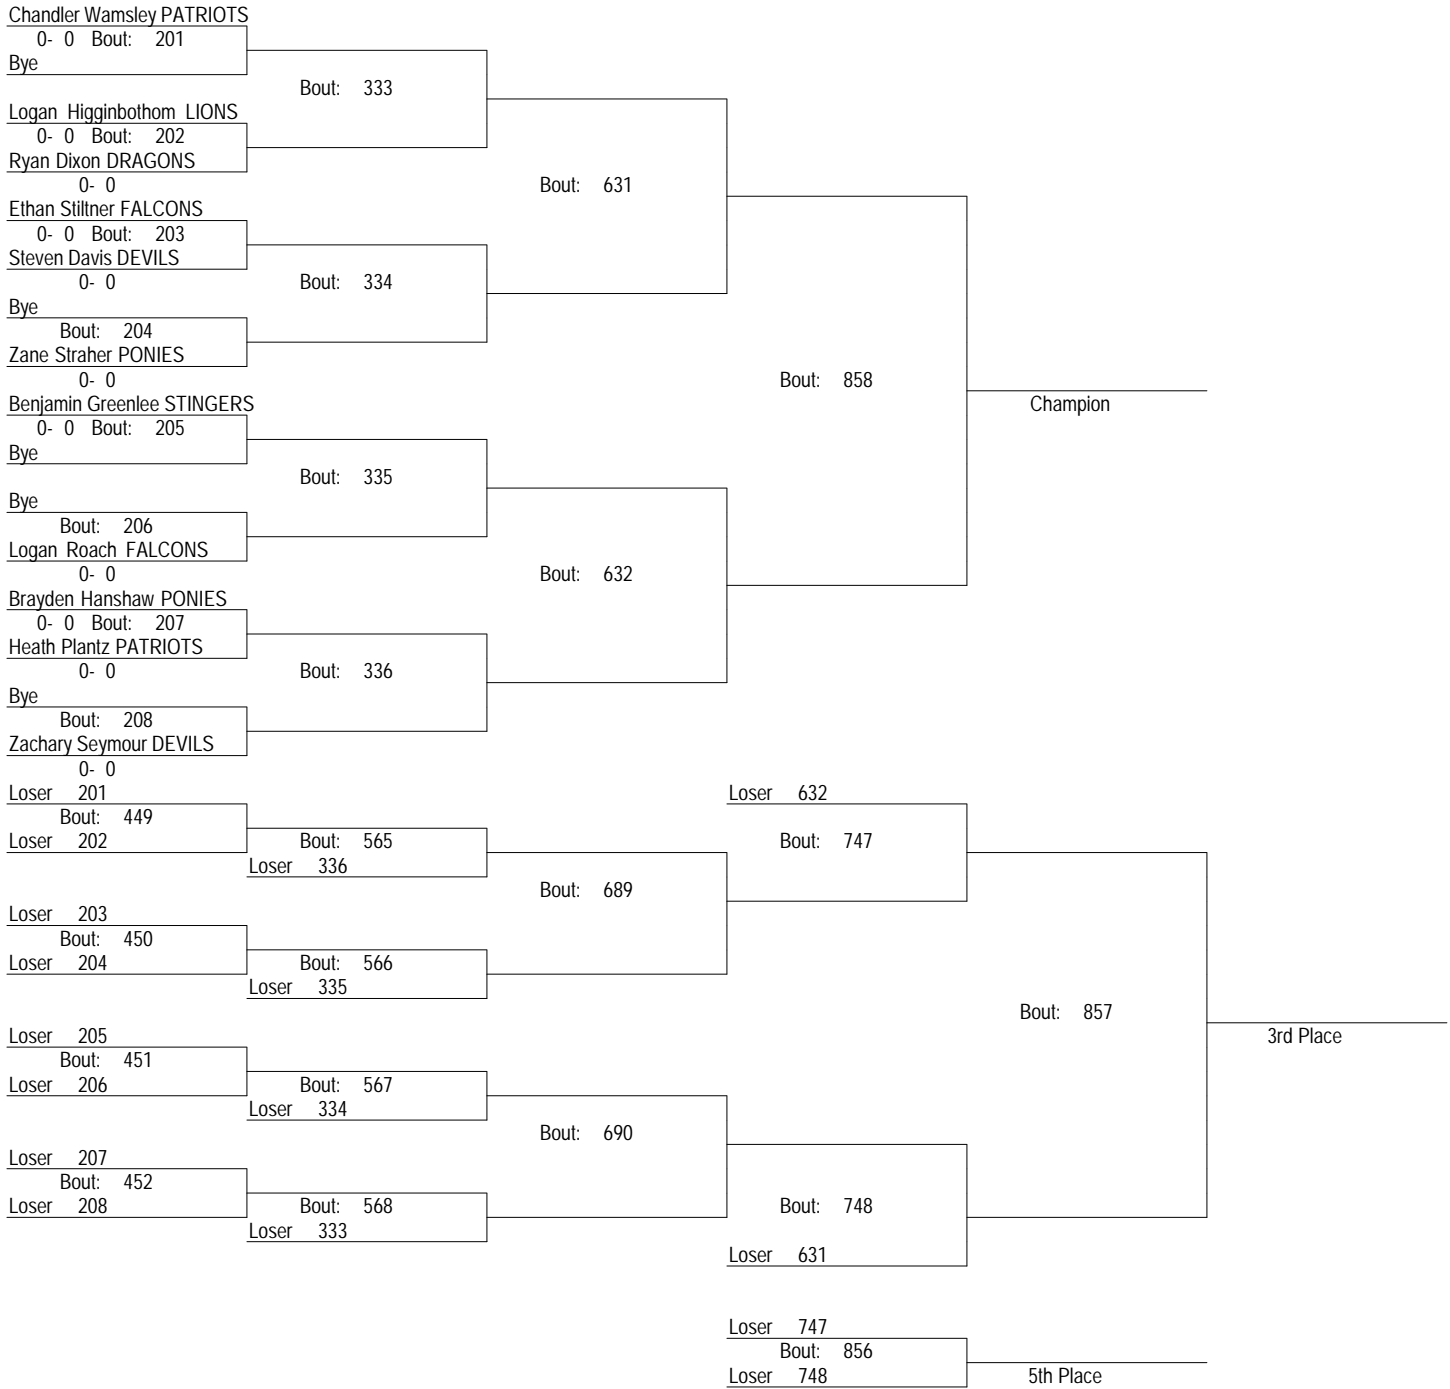 Chandler Wamsley PATRIOTS
0- 0 Bout: 201
Bye
Bout: 333
Logan Higginbothom LIONS
0- 0 Bout: 202
Ryan Dixon DRAGONS
0- 0
Bout: 631
Ethan Stiltner FALCONS
0- 0 Bout: 203
Steven Davis DEVILS
0- 0
Bout: 334
Bye
Bout: 204
Zane Straher PONIES
0- 0
Bout: 858
Benjamin Greenlee STINGERS
Champion
0- 0 Bout: 205
Bye
Bout: 335
Bye
Bout: 206
Logan Roach FALCONS
0- 0
Bout: 632
Brayden Hanshaw PONIES
0- 0 Bout: 207
Heath Plantz PATRIOTS
0- 0
Bout: 336
Bye
Bout: 208
Zachary Seymour DEVILS
0- 0
Loser 201
Loser 632
Bout: 449
Loser 202
Bout: 565
Bout: 747
Loser 336
Bout: 689
Loser 203
Bout: 450
Loser 204
Bout: 566
Loser 335
Bout: 857
Loser 205
3rd Place
Bout: 451
Loser 206
Bout: 567
Loser 334
Bout: 690
Loser 207
Bout: 452
Loser 208
Bout: 568
Bout: 748
Loser 333
Loser 631
Loser 747
Bout: 856
Loser 748
5th Place